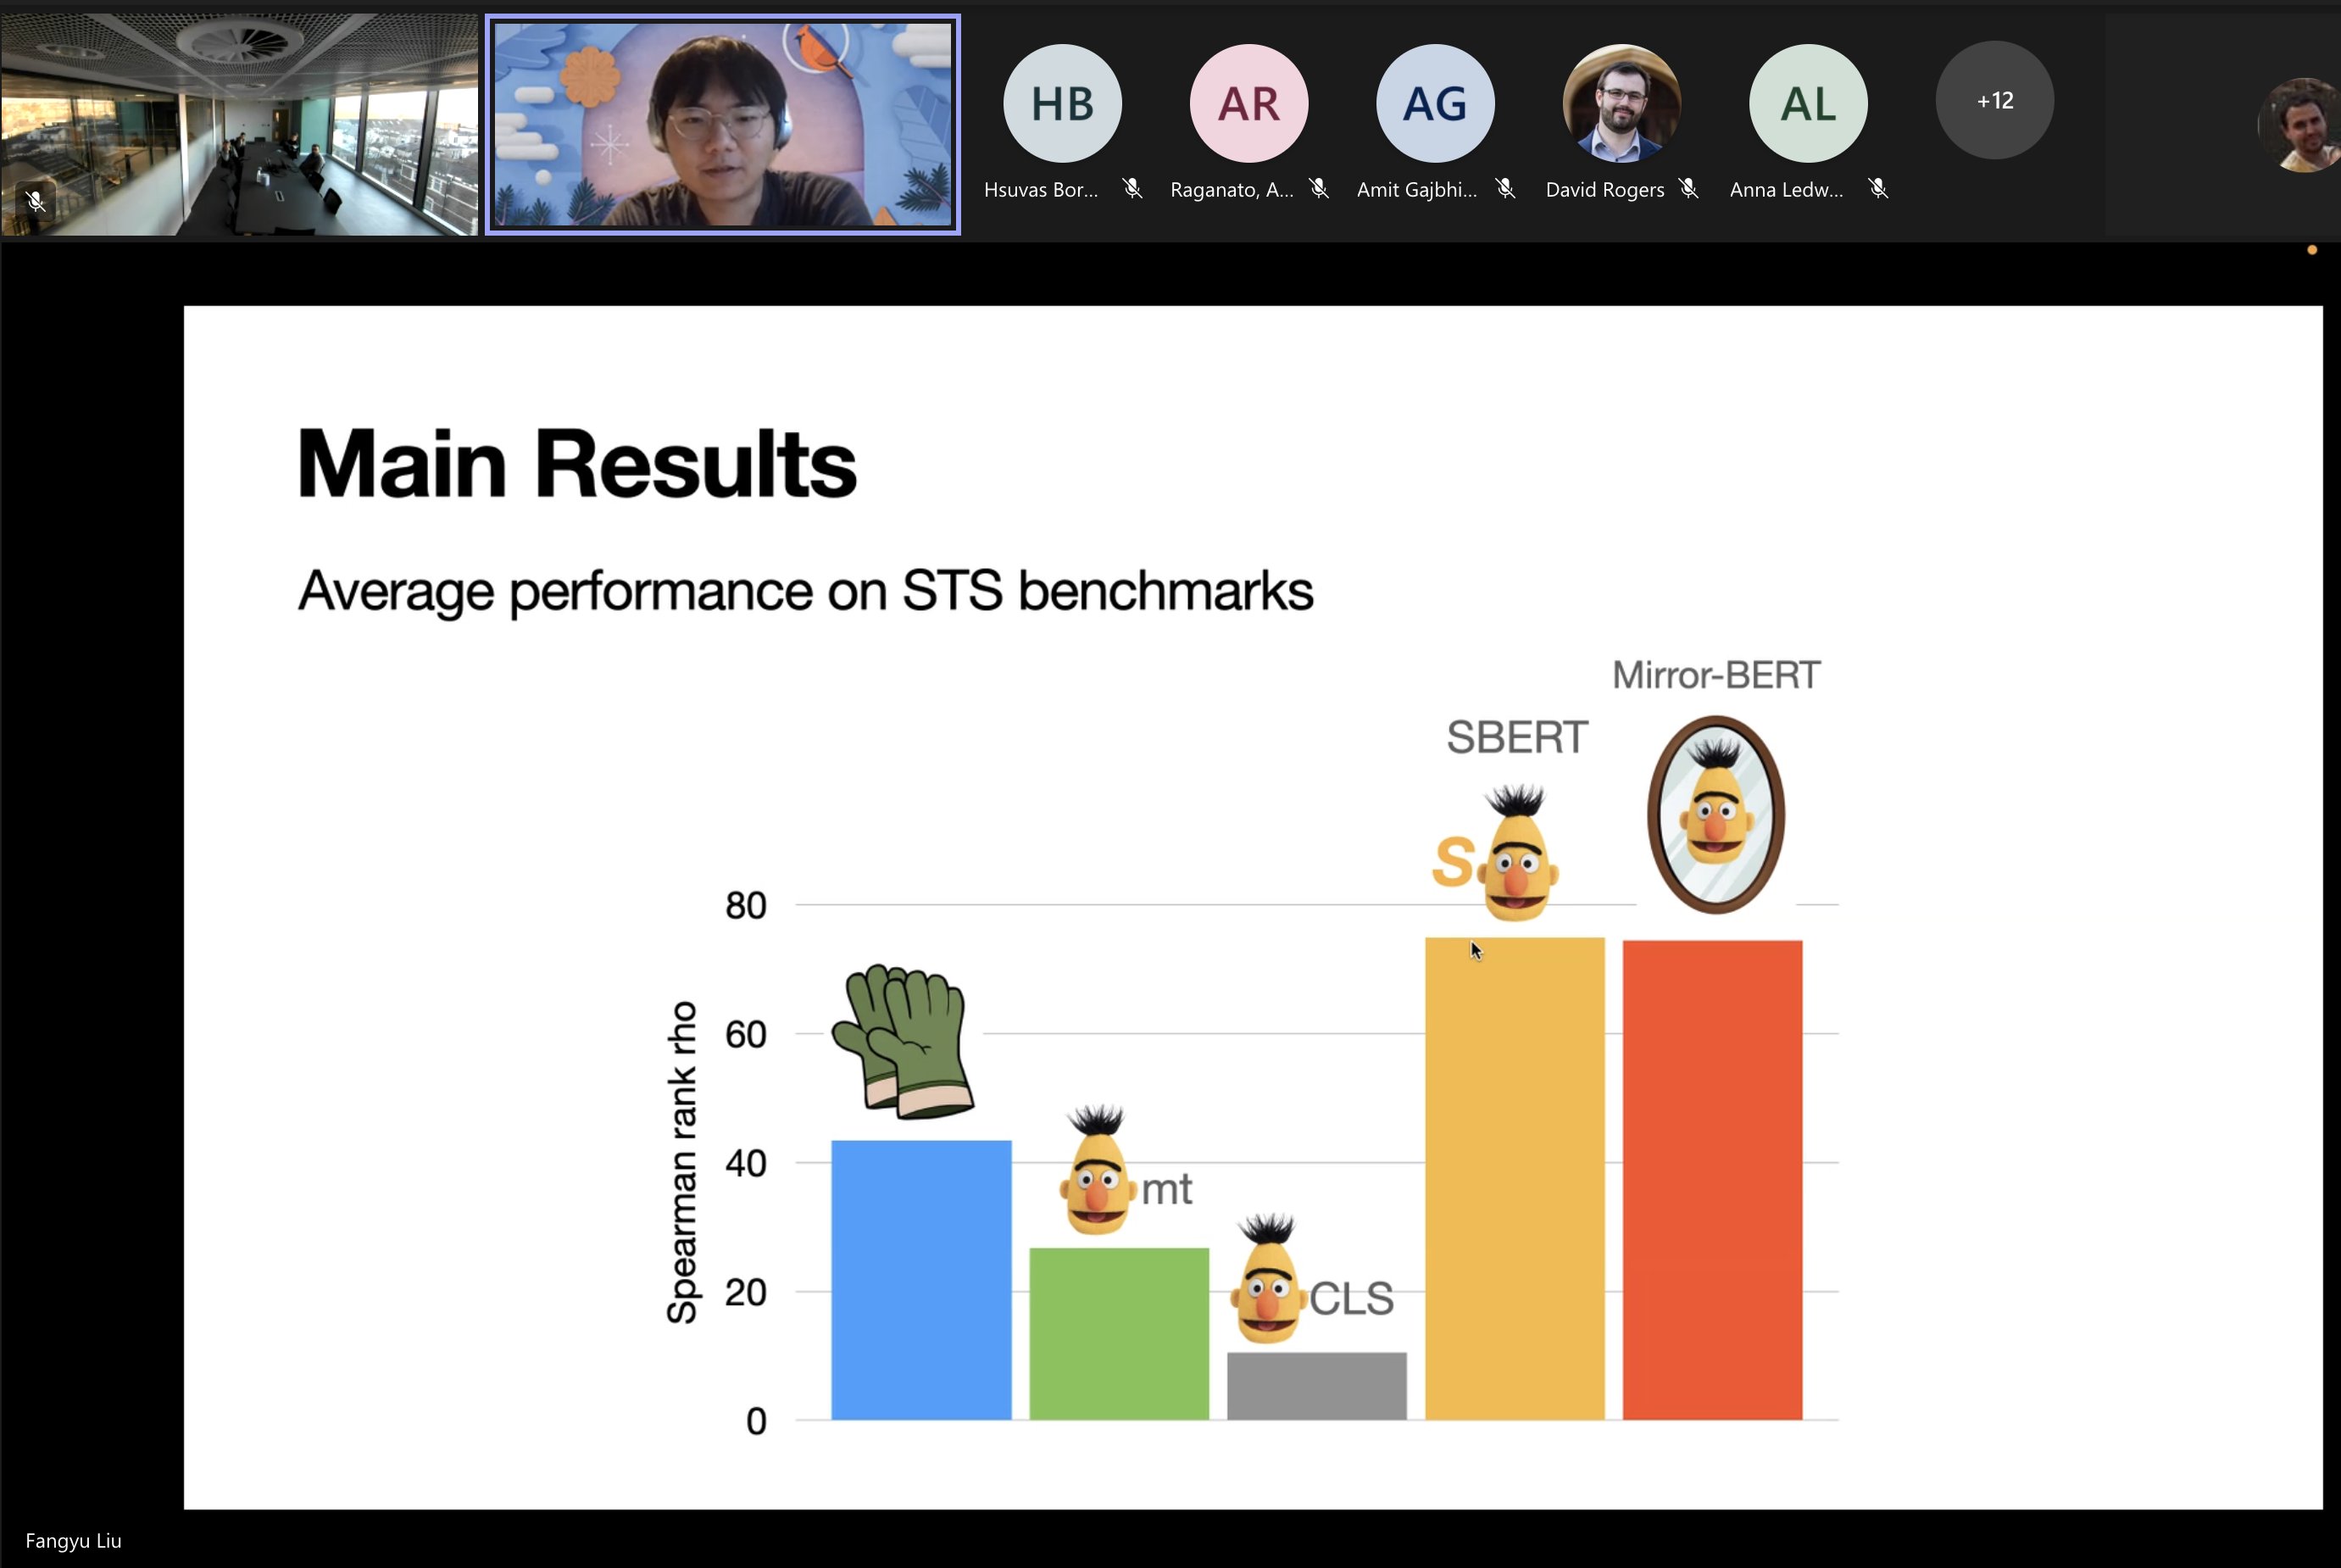 HB
AR
AG
AL
+12
Hsuvas Bor...
Raganato, A...
Amit Gajbhi...
David Rogers
Anna Ledw...
Main Results
Average performance on STS benchmarks
Mirror-BERT
SBERT
S
80
60
mt
40
CLS
20
0
Spearman rank rho
Fangyu Liu